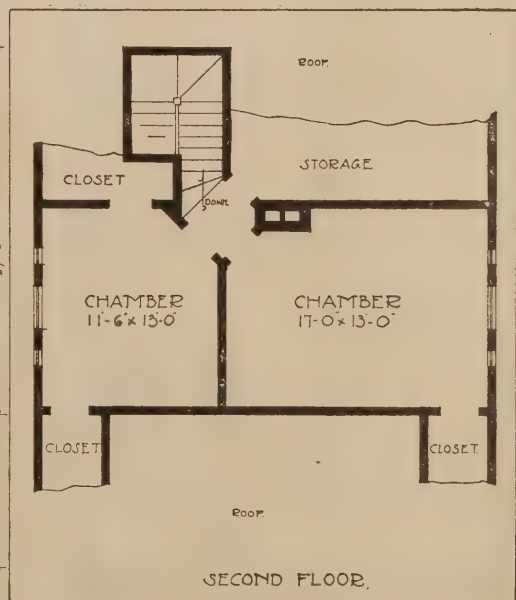 ROOF.
STORAGE
CLOSET
DOWN
CHAMBER
11'-6" x 13'-0"
CHAMBER
17'-0" x 13'-0"
CLOSET
CLOSET.
ROOF.
SECOND FLOOR.